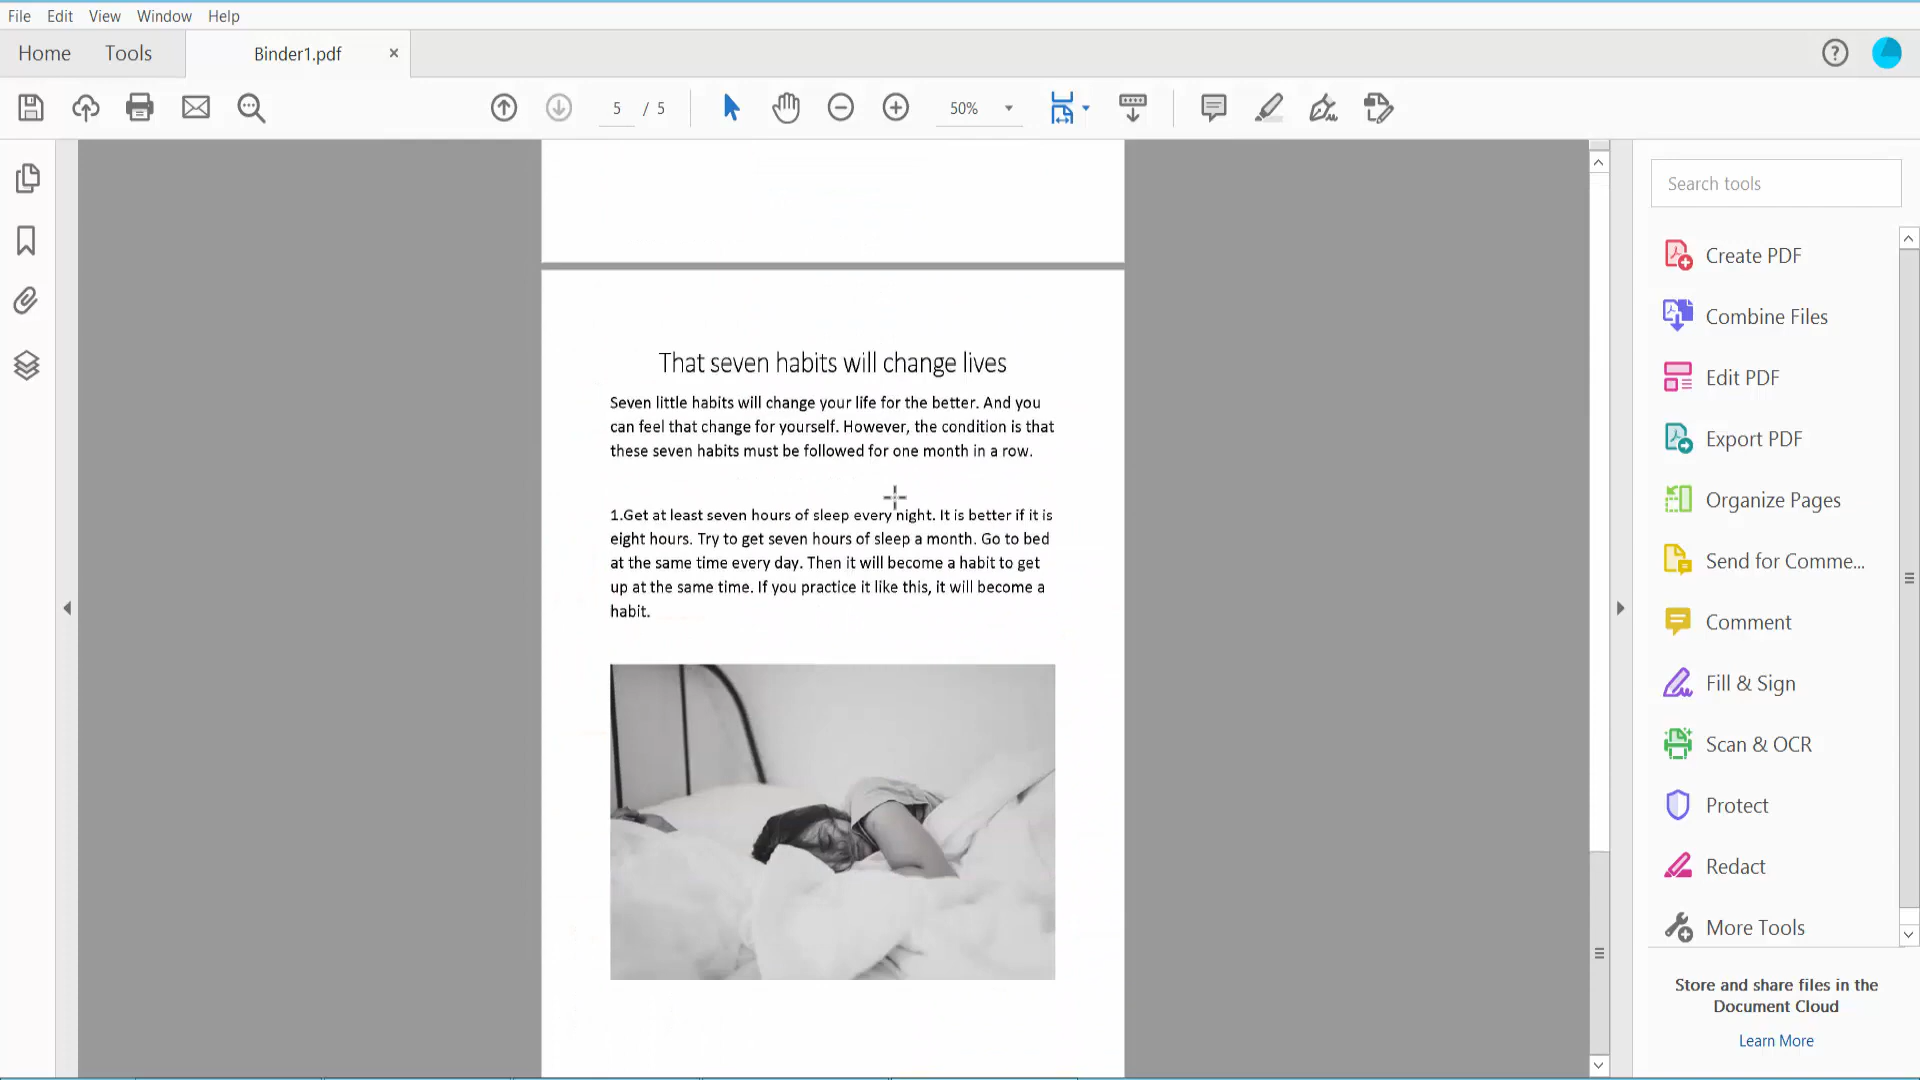 File Edit View Window Help
Home Tools Binder1.pdf ×
5 / 5 50%
Search tools
Create PDF
Combine Files
Edit PDF
Export PDF
Organize Pages
Send for Comme...
Comment
Fill & Sign
Scan & OCR
Protect
Redact
More Tools
Store and share files in the
Document Cloud
Learn More
That seven habits will change lives
Seven little habits will change your life for the better. And you
can feel that change for yourself. However, the condition is that
these seven habits must be followed for one month in a row.
1.Get at least seven hours of sleep every night. It is better if it is
eight hours. Try to get seven hours of sleep a month. Go to bed
at the same time every day. Then it will become a habit to get
up at the same time. If you practice it like this, it will become a
habit.